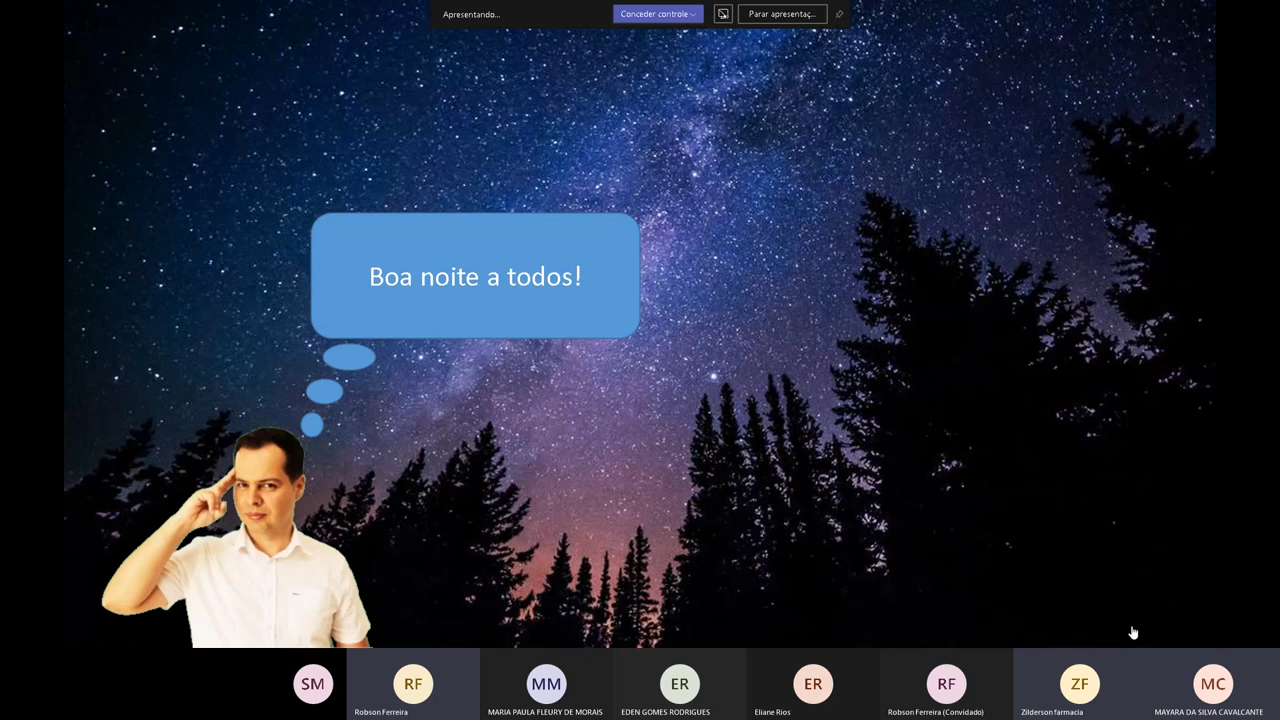 Apresentando...
Conceder controle
Parar apresentaç...
Boa noite a todos!
SM
RF
MM
ER
ER
RF
ZF
MC
Robson Ferreira
MARIA PAULA FLEURY DE MORAIS
EDEN GOMES RODRIGUES
Eliane Rios
Robson Ferreira (Convidado)
Zilderson farmacia
MAYARA DA SILVA CAVALCANTE